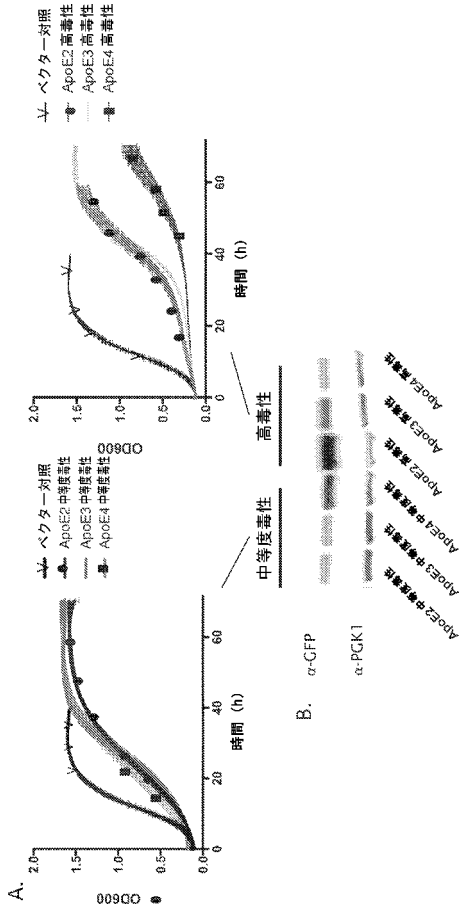 A.
OD600
2.0
1.5
1.0
0.5
0.0
0
20
40
60
時間 (h)
ベクター対照
ApoE2 中等度毒性
ApoE3 中等度毒性
ApoE4 中等度毒性
OD600
2.0
1.5
1.0
0.5
0.0
0
20
40
60
時間 (h)
ベクター対照
ApoE2 高毒性
ApoE3 高毒性
ApoE4 高毒性
B.
中等度毒性
高毒性
α-GFP
α-PGK1
ApoE2 中等度毒性
ApoE3 中等度毒性
ApoE4 中等度毒性
ApoE2 高毒性
ApoE3 高毒性
ApoE4 高毒性